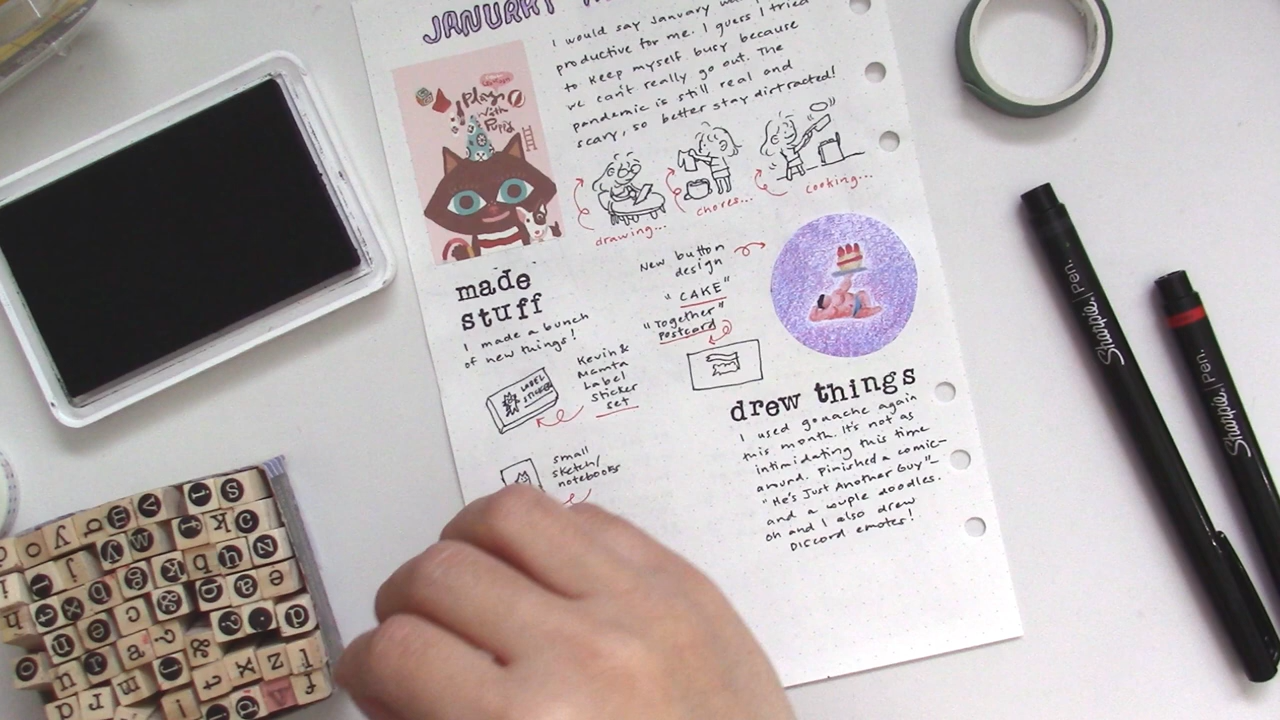 JANUARY
I would say January
productive for me. I guess I tried
to keep myself busy because
we can't really go out. The
pandemic is still real and
scary, so better stay distracted!
Play
with
Puppy
drawing...
chores...
cooking...
made
stuff
I made a bunch
of new things!
Kevin &
Mamta
Label
Sticker
set
LABEL
STICKER
small
sketch/
notebooks
New button
design
"CAKE"
"Together"
Postcard
drew things
I used gouache again
this month. It's not as
intimidating this time
around. Finished a comic-
"He's Just Another Guy"-
and a couple doodles.
Oh and I also drew
Discord emotes!
Sharpie. Pen.
Sharpie. Pen.